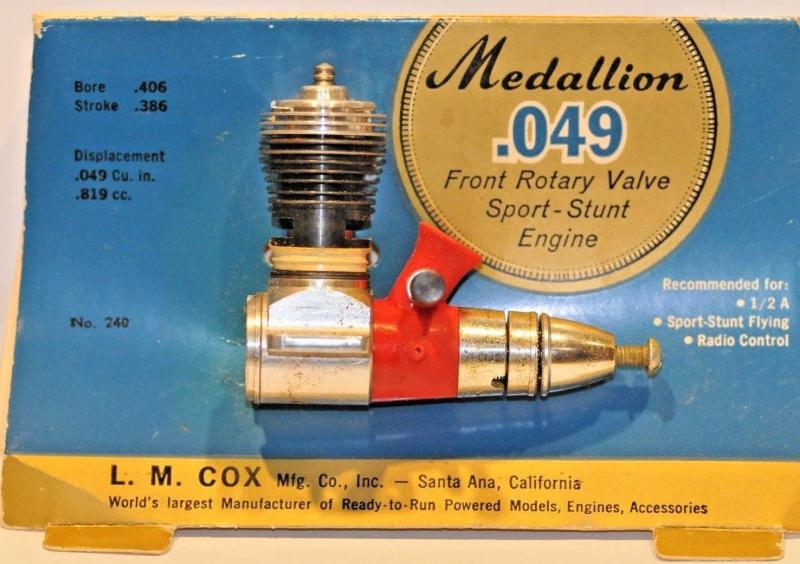 Bore .406
Stroke .386
Displacement
.049 Cu. in.
.819 cc.
No. 240
Medallion
.049
Front Rotary Valve
Sport-Stunt
Engine
Recommended for:
• 1/2 A
• Sport-Stunt Flying
• Radio Control
L. M. COX Mfg. Co., Inc. — Santa Ana, California
World's largest Manufacturer of Ready-to-Run Powered Models, Engines, Accessories